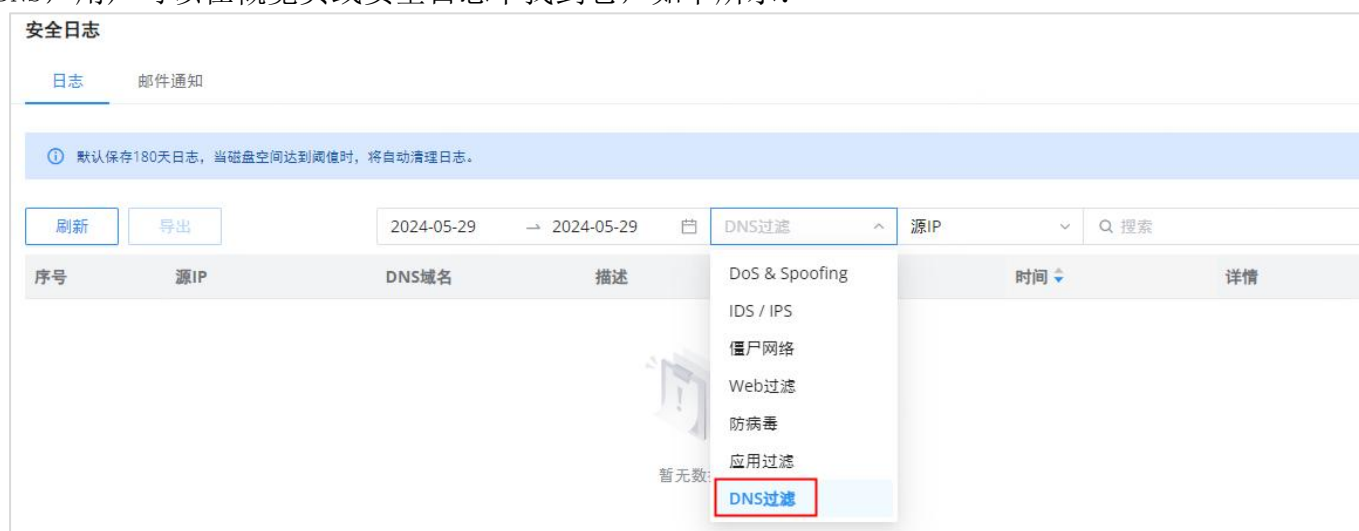 安全日志
日志 邮件通知
默认保存180天日志，当磁盘空间达到阈值时，将自动清理日志。
刷新 导出 2024-05-29 → 2024-05-29 DNS过滤 源IP 搜索
序号 源IP DNS域名 描述 时间 详情
DoS & Spoofing
IDS / IPS
僵尸网络
Web过滤
防病毒
应用过滤
暂无数
DNS过滤